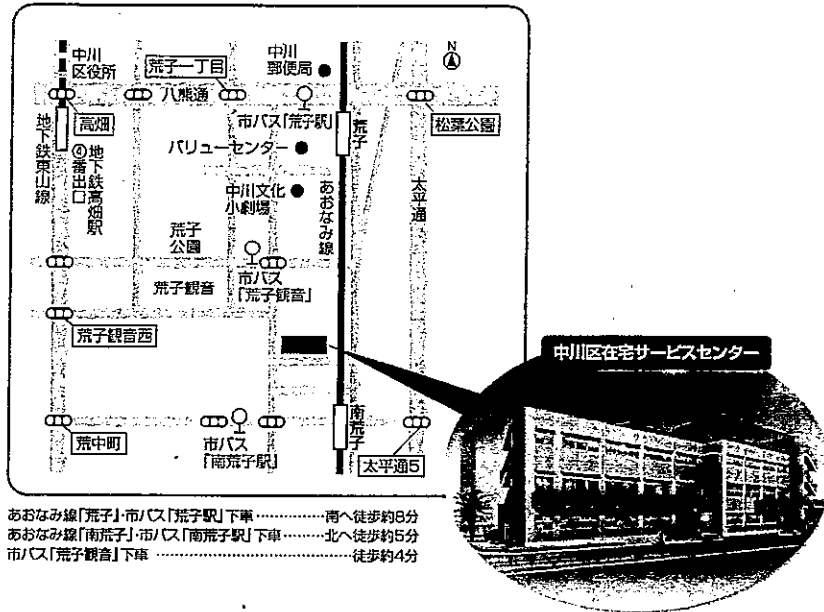 中川
区役所
荒子一丁目
中川
郵便局
N
八熊通
高畑
市バス「荒子駅」
荒子
松葉公園
バリューセンター
地下鉄東山線
地下鉄高畑駅
④番出口
中川文化
小劇場
あおなみ線
太平通
荒子
公園
荒子観音
市バス
「荒子観音」
荒子観音西
中川区在宅サービスセンター
荒中町
市バス
「南荒子駅」
南荒子
太平通5
あおなみ線「荒子」・市バス「荒子駅」下車 ………… 南へ徒歩約8分
あおなみ線「南荒子」・市バス「南荒子駅」下車 …… 北へ徒歩約5分
市バス「荒子観音」下車 ………………………… 徒歩約4分